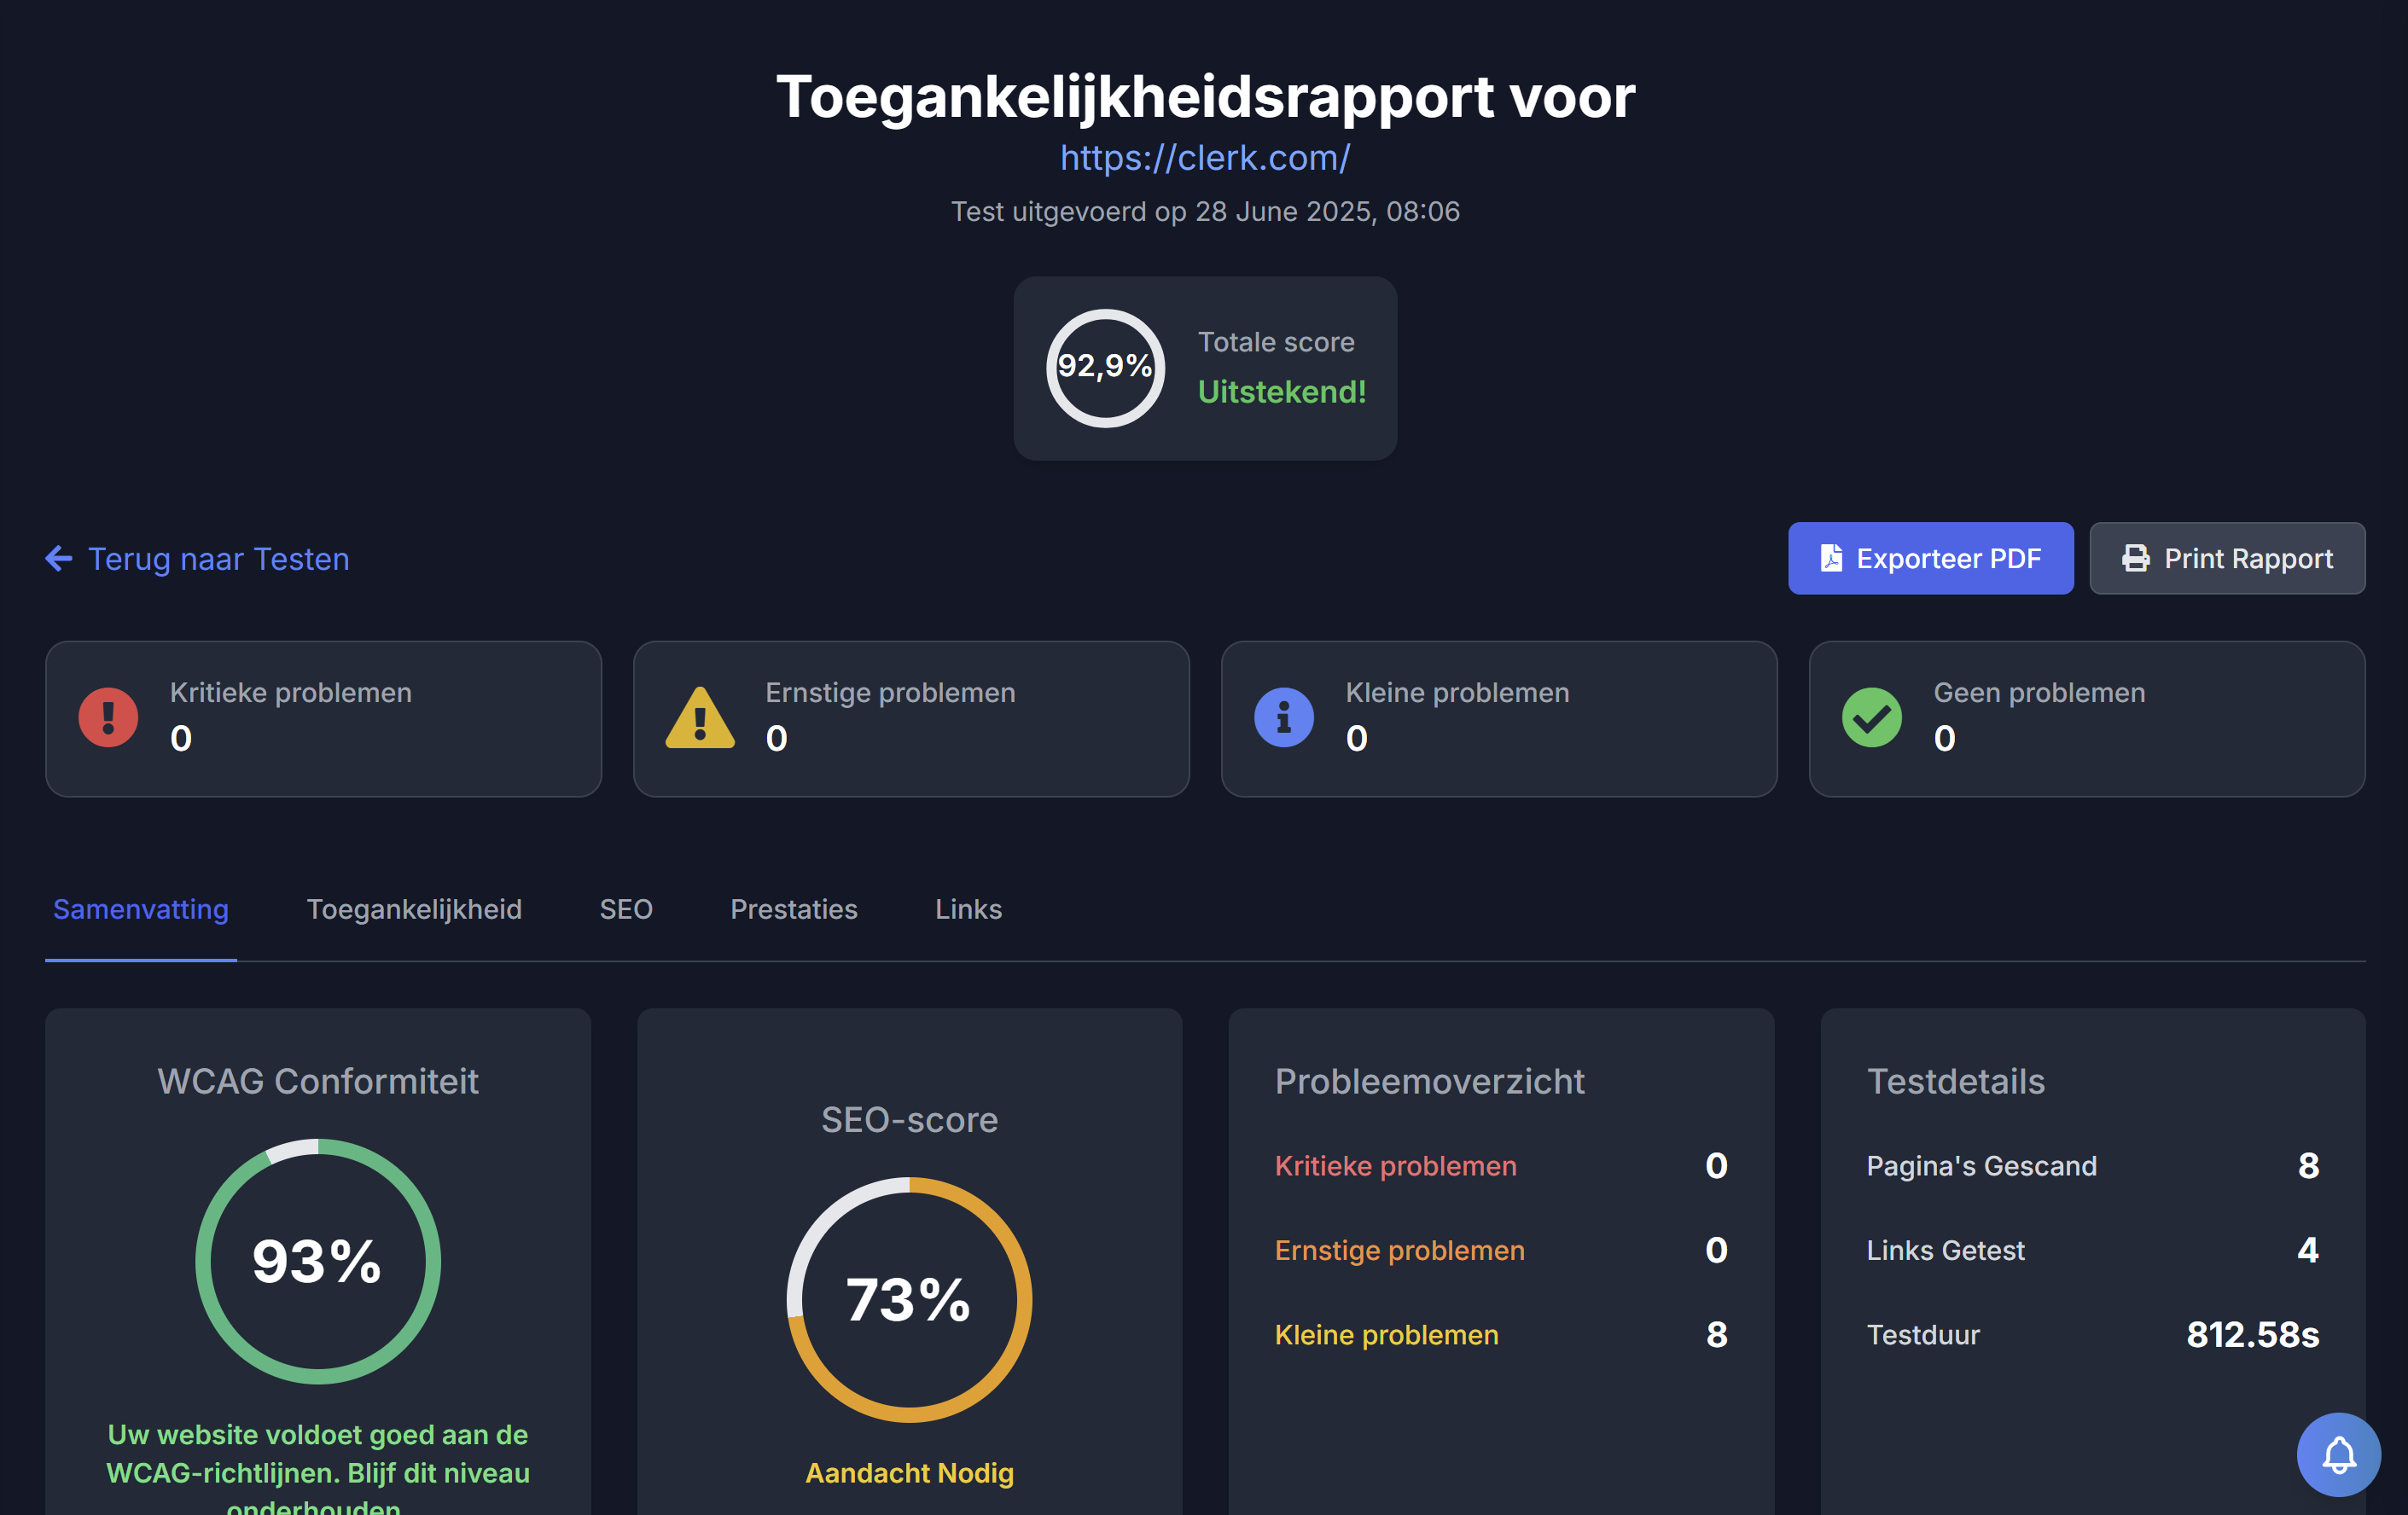 Toegankelijkheidsrapport voor
https://clerk.com/
Test uitgevoerd op 28 June 2025, 08:06
92,9%
Totale score
Uitstekend!
Terug naar Testen
Exporteer PDF
Print Rapport
Kritieke problemen
0
Ernstige problemen
0
Kleine problemen
0
Geen problemen
0
Samenvatting
Toegankelijkheid
SEO
Prestaties
Links
WCAG Conformiteit
93%
Uw website voldoet goed aan de
WCAG-richtlijnen. Blijf dit niveau
onderhouden
SEO-score
73%
Aandacht Nodig
Probleemoverzicht
Kritieke problemen 0
Ernstige problemen 0
Kleine problemen 8
Testdetails
Pagina's Gescand 8
Links Getest 4
Testduur 812.58s